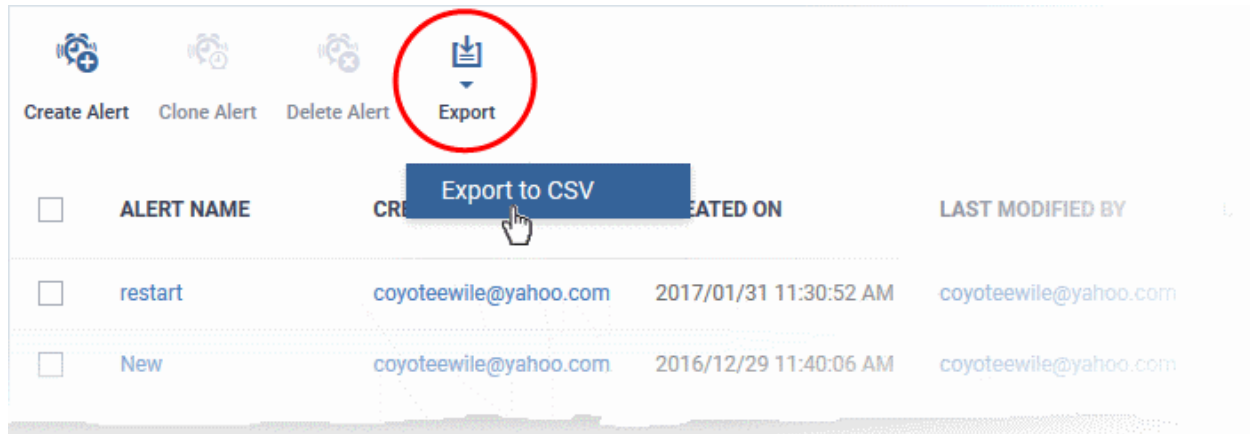 Create Alert Clone Alert Delete Alert Export
Export to CSV
ALERT NAME CRE EATED ON LAST MODIFIED BY
restart coyoteewile@yahoo.com 2017/01/31 11:30:52 AM coyoteewile@yahoo.com
New coyoteewile@yahoo.com 2016/12/29 11:40:06 AM coyoteewile@yahoo.com